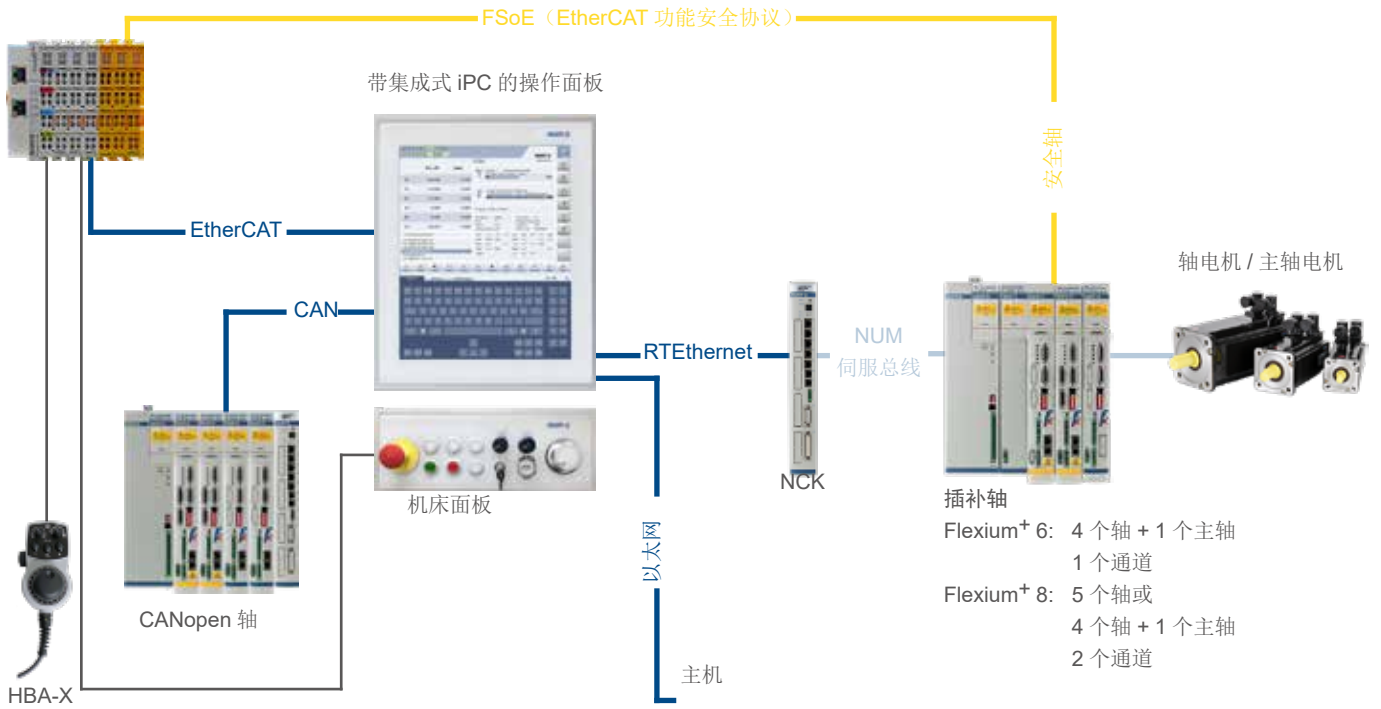 FSoE（EtherCAT 功能安全协议）
带集成式 iPC 的操作面板
安全轴
EtherCAT
轴电机 / 主轴电机
CAN
NUM
伺服总线
RTEthernet
NCK
机床面板
插补轴
Flexium+ 6: 4 个轴 + 1 个主轴
1 个通道
以太网
Flexium+ 8: 5 个轴或
4 个轴 + 1 个主轴
2 个通道
CANopen 轴
主机
HBA-X